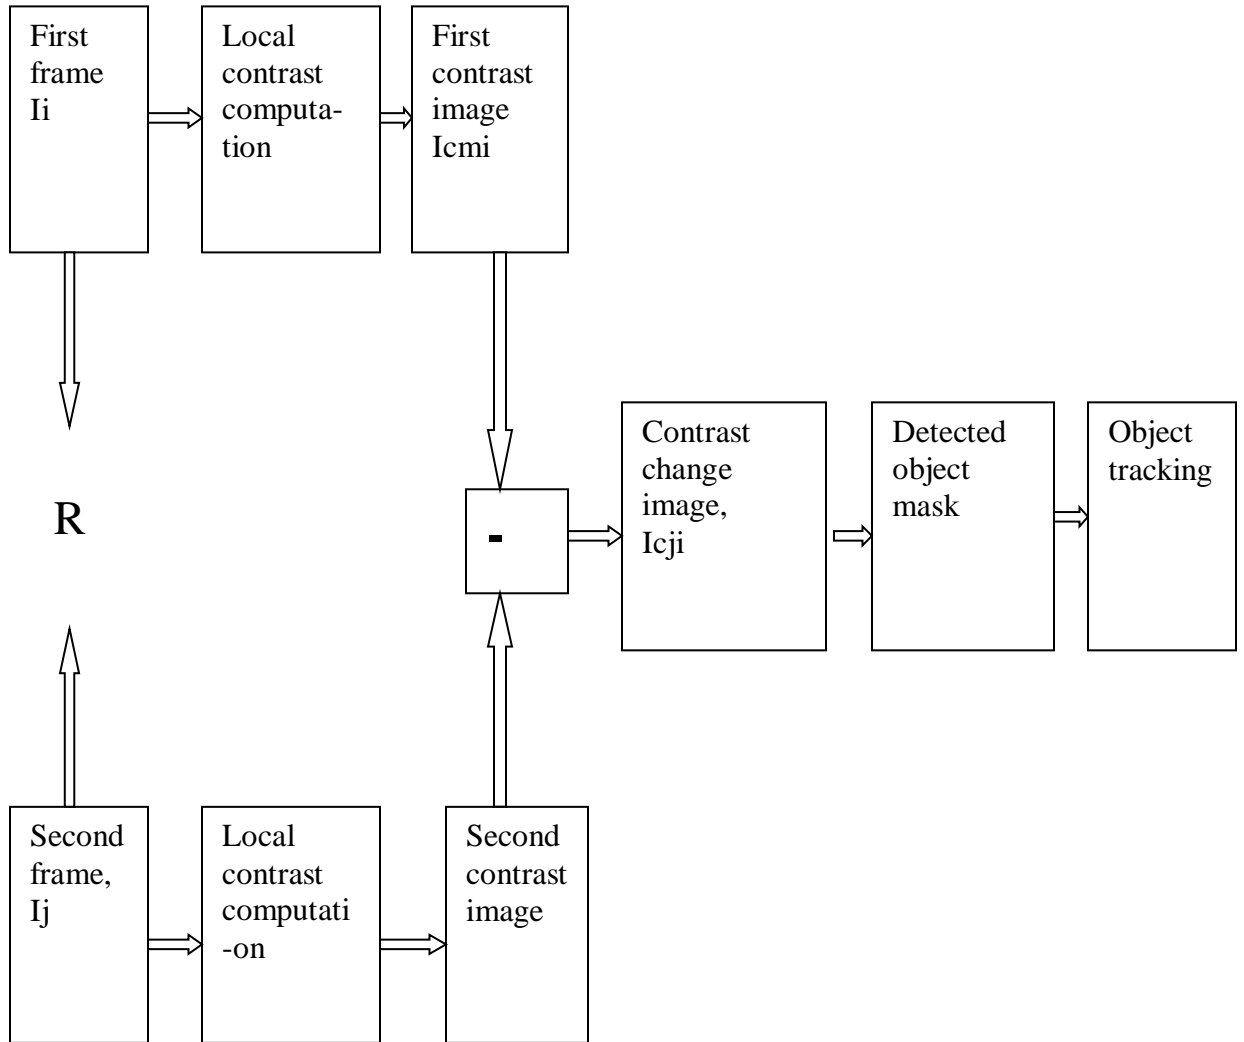 First
frame
Ii
Local
contrast
computa-
tion
First
contrast
image
Icmi
R
-
Contrast
change
image,
Icji
Detected
object
mask
Object
tracking
Second
frame,
Ij
Local
contrast
computati
-on
Second
contrast
image